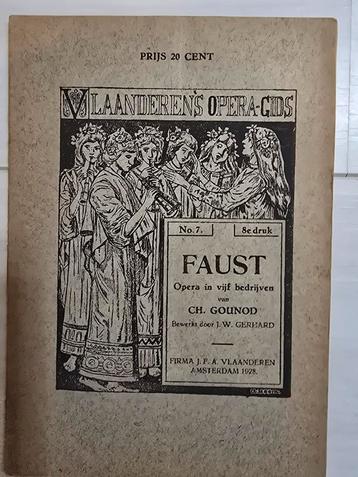 PRIJS 20 CENT
VLAANDEREN'S OPERA-GIDS
No. 7. 8e druk
FAUST
Opera in vijf bedrijven
van
CH. GOUNOD
Bewerkt door J. W. GERHARD
FIRMA J. F. A. VLAANDEREN
AMSTERDAM 1928.